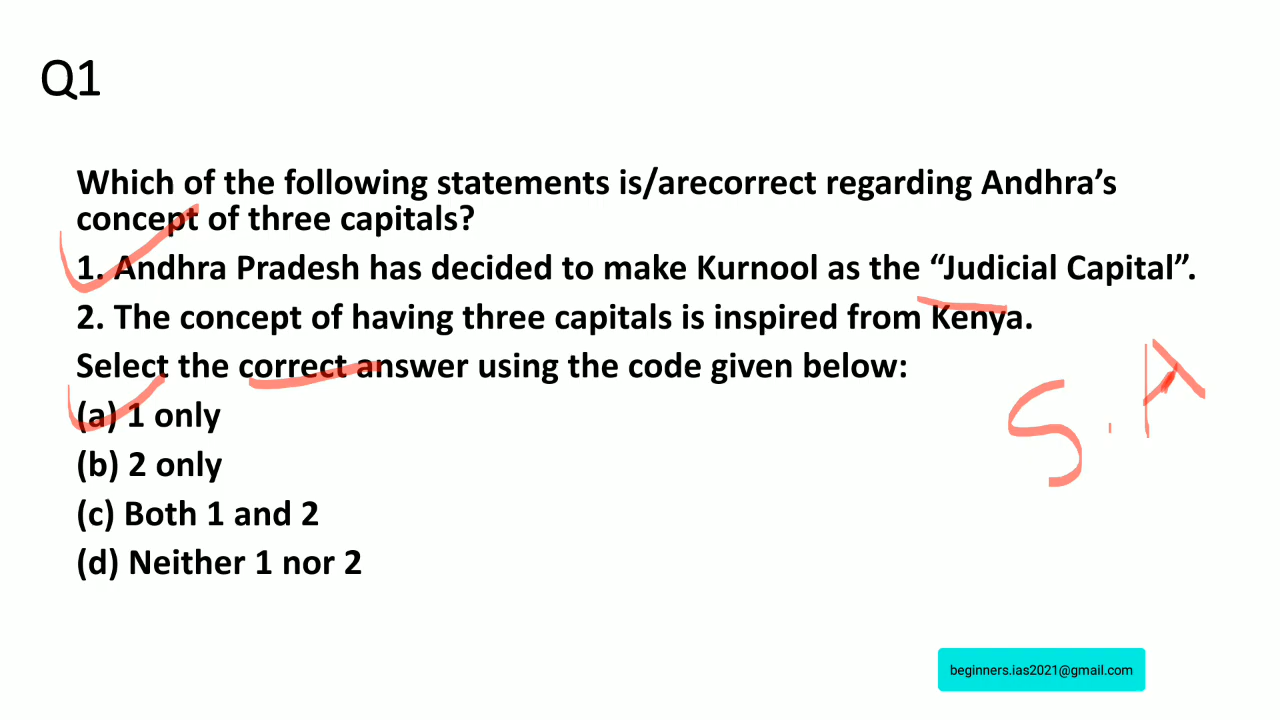 Q1
Which of the following statements is/arecorrect regarding Andhra’s
concept of three capitals?
1. Andhra Pradesh has decided to make Kurnool as the “Judicial Capital”.
2. The concept of having three capitals is inspired from Kenya.
Select the correct answer using the code given below:
(a) 1 only
S.A
(b) 2 only
(c) Both 1 and 2
(d) Neither 1 nor 2
beginners.ias2021@gmail.com